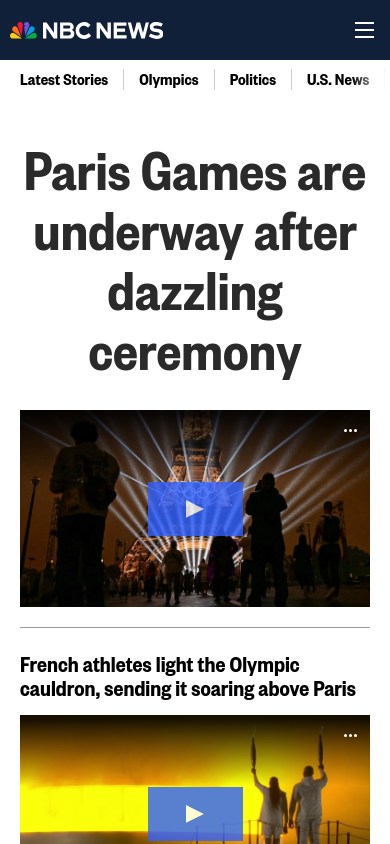 NBC NEWS
Latest Stories
Olympics
Politics
U.S. News
Paris Games are
underway after
dazzling
ceremony
French athletes light the Olympic
cauldron, sending it soaring above Paris